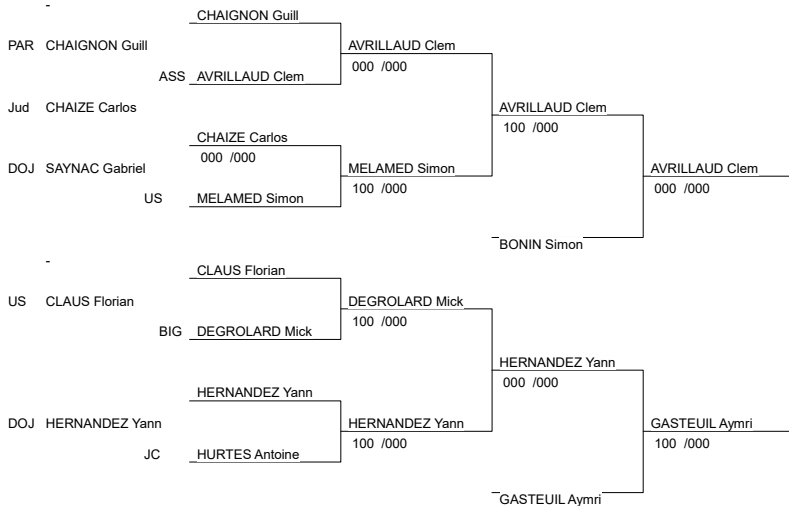 -
CHAIGNON Guill
PAR CHAIGNON Guill
AVRILLAUD Clem
000 /000
ASS AVRILLAUD Clem
Jud CHAIZE Carlos
AVRILLAUD Clem
100 /000
CHAIZE Carlos
000 /000
DOJ SAYNAC Gabriel
MELAMED Simon
100 /000
AVRILLAUD Clem
000 /000
US MELAMED Simon
BONIN Simon
-
CLAUS Florian
US CLAUS Florian
DEGROLARD Mick
100 /000
BIG DEGROLARD Mick
HERNANDEZ Yann
000 /000
HERNANDEZ Yann
DOJ HERNANDEZ Yann
HERNANDEZ Yann
100 /000
GASTEUIL Aymri
100 /000
JC HURTES Antoine
GASTEUIL Aymri